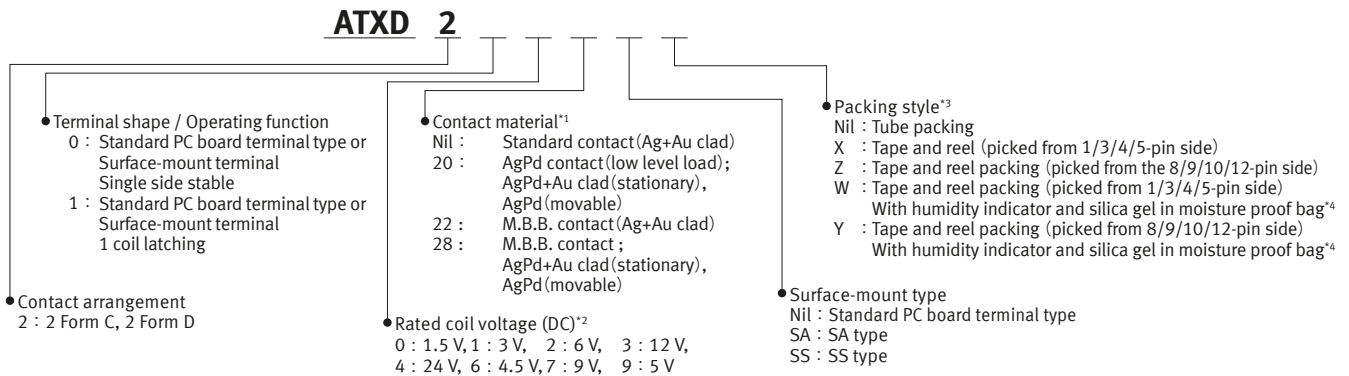 ATXD 2
Terminal shape / Operating function
0 : Standard PC board terminal type or
Surface-mount terminal
Single side stable
1 : Standard PC board terminal type or
Surface-mount terminal
1 coil latching
Contact arrangement
2 : 2 Form C, 2 Form D
Contact material*1
Nil : Standard contact (Ag+Au clad)
20 : AgPd contact (low level load);
AgPd+Au clad (stationary),
AgPd (movable)
22 : M.B.B. contact (Ag+Au clad)
28 : M.B.B. contact ;
AgPd+Au clad (stationary),
AgPd (movable)
Rated coil voltage (DC)*2
0 : 1.5 V, 1 : 3 V, 2 : 6 V, 3 : 12 V,
4 : 24 V, 6 : 4.5 V, 7 : 9 V, 9 : 5 V
Packing style*3
Nil : Tube packing
X : Tape and reel (picked from 1/3/4/5-pin side)
Z : Tape and reel packing (picked from the 8/9/10/12-pin side)
W : Tape and reel packing (picked from 1/3/4/5-pin side)
With humidity indicator and silica gel in moisture proof bag*4
Y : Tape and reel packing (picked from 8/9/10/12-pin side)
With humidity indicator and silica gel in moisture proof bag*4
Surface-mount type
Nil : Standard PC board terminal type
SA : SA type
SS : SS type